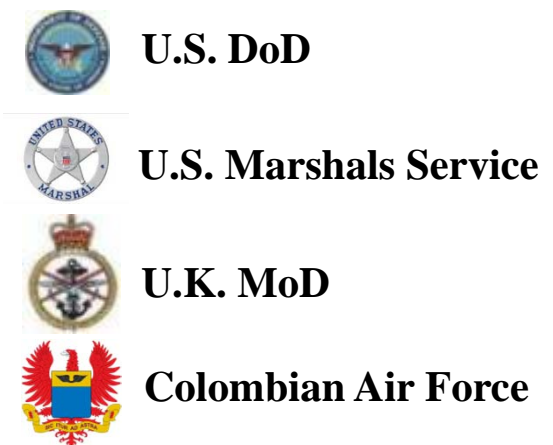 U.S. DoD
UNITED STATES
MARSHAL
U.S. Marshals Service
U.K. MoD
Colombian Air Force